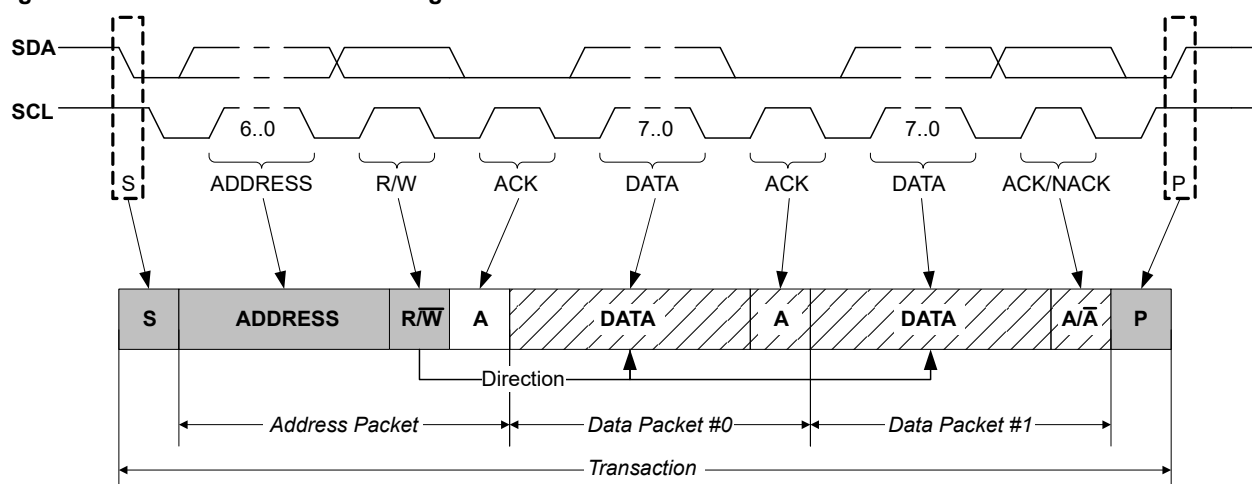 SDA
SCL
6..0 7..0 7..0
S ADDRESS R/W ACK DATA ACK DATA ACK/NACK P
S ADDRESS R/W̅ A DATA A DATA A/A̅ P
Direction
Address Packet Data Packet #0 Data Packet #1
Transaction